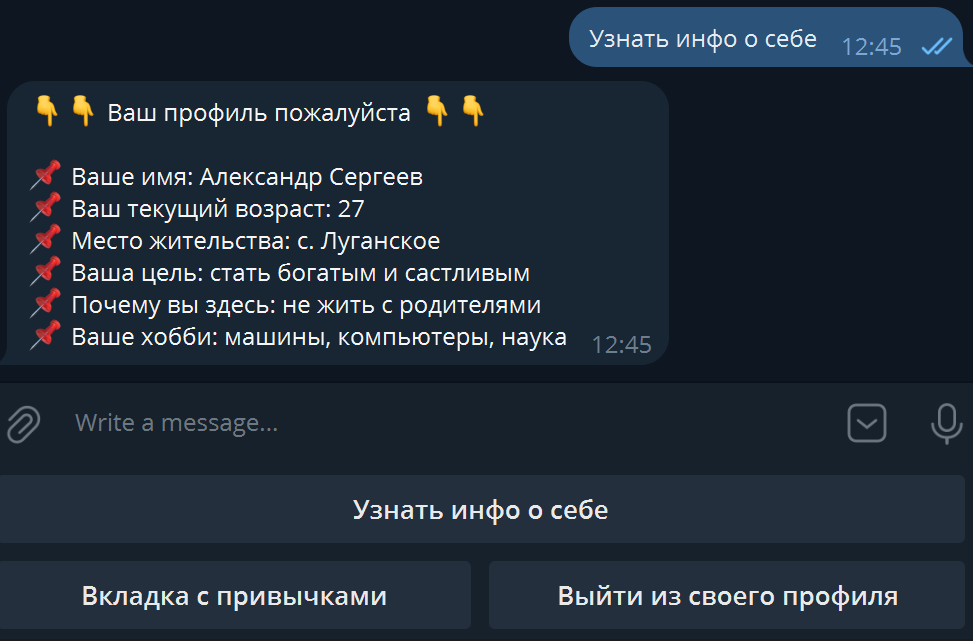 Узнать инфо о себе 12:45
👇 👇 Ваш профиль пожалуйста 👇 👇
📌 Ваше имя: Александр Сергеев
📌 Ваш текущий возраст: 27
📌 Место жительства: с. Луганское
📌 Ваша цель: стать богатым и састливым
📌 Почему вы здесь: не жить с родителями
📌 Ваше хобби: машины, компьютеры, наука 12:45
Write a message...
Узнать инфо о себе
Вкладка с привычками
Выйти из своего профиля